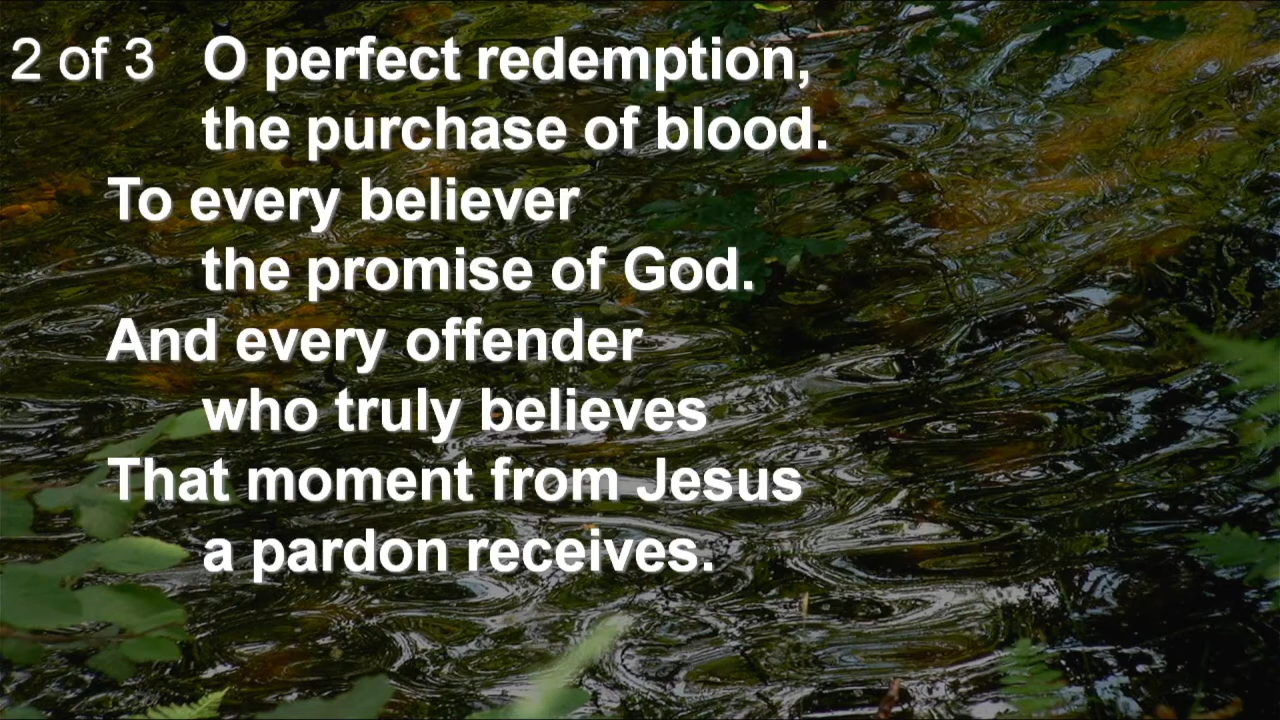 2 of 3 O perfect redemption,
the purchase of blood.
To every believer
the promise of God.
And every offender
who truly believes
That moment from Jesus
a pardon receives.